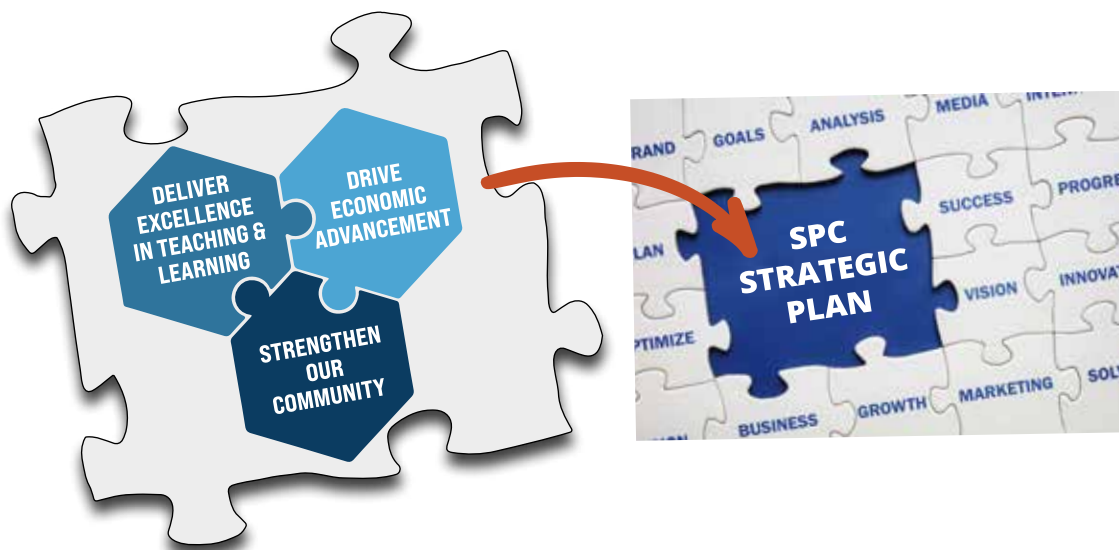 DELIVER
EXCELLENCE
IN TEACHING &
LEARNING
DRIVE
ECONOMIC
ADVANCEMENT
STRENGTHEN
OUR
COMMUNITY
GOALS
ANALYSIS
MEDIA
SUCCESS
VISION
BUSINESS
GROWTH
MARKETING
SPC
STRATEGIC
PLAN